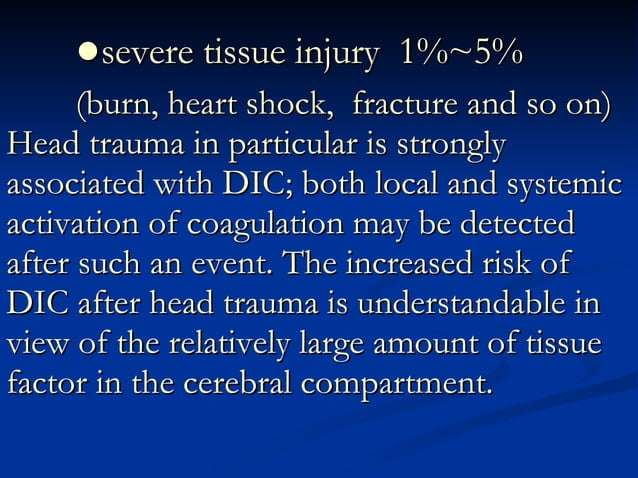 ●severe tissue injury 1%~5%
(burn, heart shock, fracture and so on)
Head trauma in particular is strongly
associated with DIC; both local and systemic
activation of coagulation may be detected
after such an event. The increased risk of
DIC after head trauma is understandable in
view of the relatively large amount of tissue
factor in the cerebral compartment.